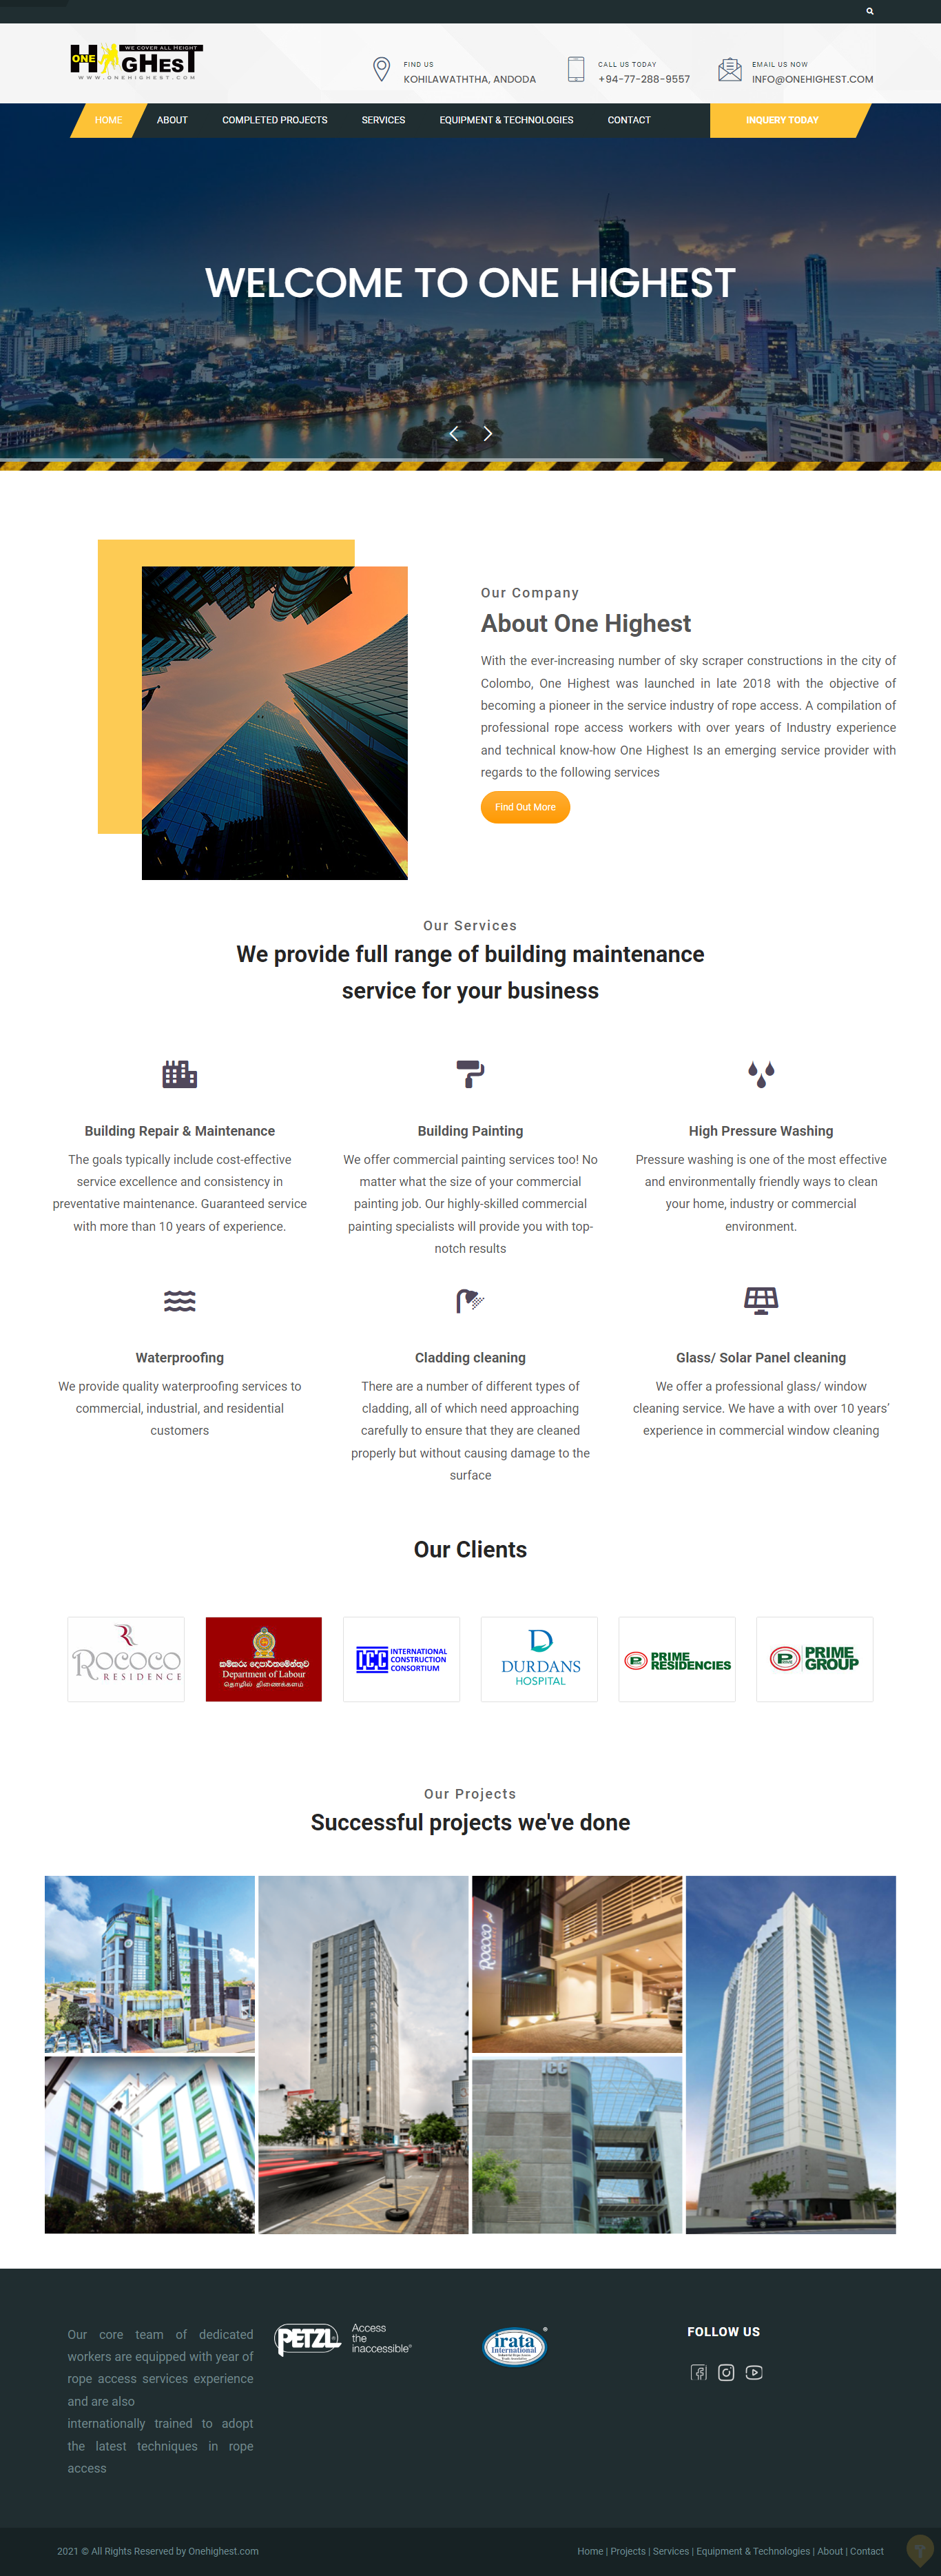 WE COVER ALL HEIGHT
ONE HIGHEST
WWW.ONEHIGHEST.COM
FIND US
KOHILAWATHTHA, ANDODA
CALL US TODAY
+94-77-288-9557
EMAIL US NOW
INFO@ONEHIGHEST.COM
HOME ABOUT COMPLETED PROJECTS SERVICES EQUIPMENT & TECHNOLOGIES CONTACT INQUERY TODAY
WELCOME TO ONE HIGHEST
Our Company
About One Highest
With the ever-increasing number of sky scraper constructions in the city of
Colombo, One Highest was launched in late 2018 with the objective of
becoming a pioneer in the service industry of rope access. A compilation of
professional rope access workers with over years of Industry experience
and technical know-how One Highest Is an emerging service provider with
regards to the following services
Find Out More
Our Services
We provide full range of building maintenance
service for your business
Building Repair & Maintenance
The goals typically include cost-effective
service excellence and consistency in
preventative maintenance. Guaranteed service
with more than 10 years of experience.
Building Painting
We offer commercial painting services too! No
matter what the size of your commercial
painting job. Our highly-skilled commercial
painting specialists will provide you with top-
notch results
High Pressure Washing
Pressure washing is one of the most effective
and environmentally friendly ways to clean
your home, industry or commercial
environment.
Waterproofing
We provide quality waterproofing services to
commercial, industrial, and residential
customers
Cladding cleaning
There are a number of different types of
cladding, all of which need approaching
carefully to ensure that they are cleaned
properly but without causing damage to the
surface
Glass/ Solar Panel cleaning
We offer a professional glass/ window
cleaning service. We have a with over 10 years’
experience in commercial window cleaning
Our Clients
ROCOCO
RESIDENCE
කම්කරු දෙපාර්තමේන්තුව
Department of Labour
தொழில் திணைக்களம்
ICC INTERNATIONAL
CONSTRUCTION
CONSORTIUM
DURDANS
HOSPITAL
PRIME
RESIDENCIES
PRIME
GROUP
Our Projects
Successful projects we've done
ROCOCO
ICC
Our core team of dedicated
workers are equipped with year of
rope access services experience
and are also
internationally trained to adopt
the latest techniques in rope
access
PETZL
Access
the
inaccessible®
irata
International
FOLLOW US
2021 © All Rights Reserved by Onehighest.com
Home | Projects | Services | Equipment & Technologies | About | Contact